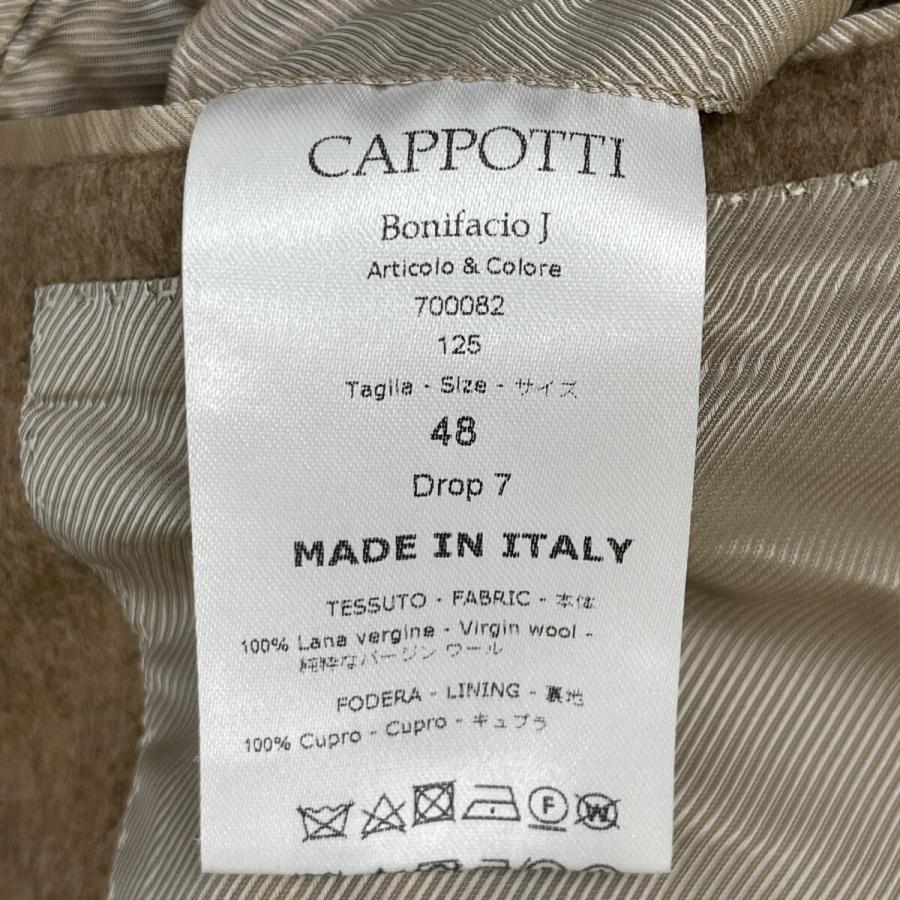 CAPPOTTI
Bonifacio J
Articolo & Colore
700082
125
Taglia - Size - サイズ
48
Drop 7
MADE IN ITALY
TESSUTO - FABRIC - 本体
100% Lana vergine - Virgin wool -
純粋なバージン ウール
FODERA - LINING - 裏地
100% Cupro - Cupro - キュプラ
F W